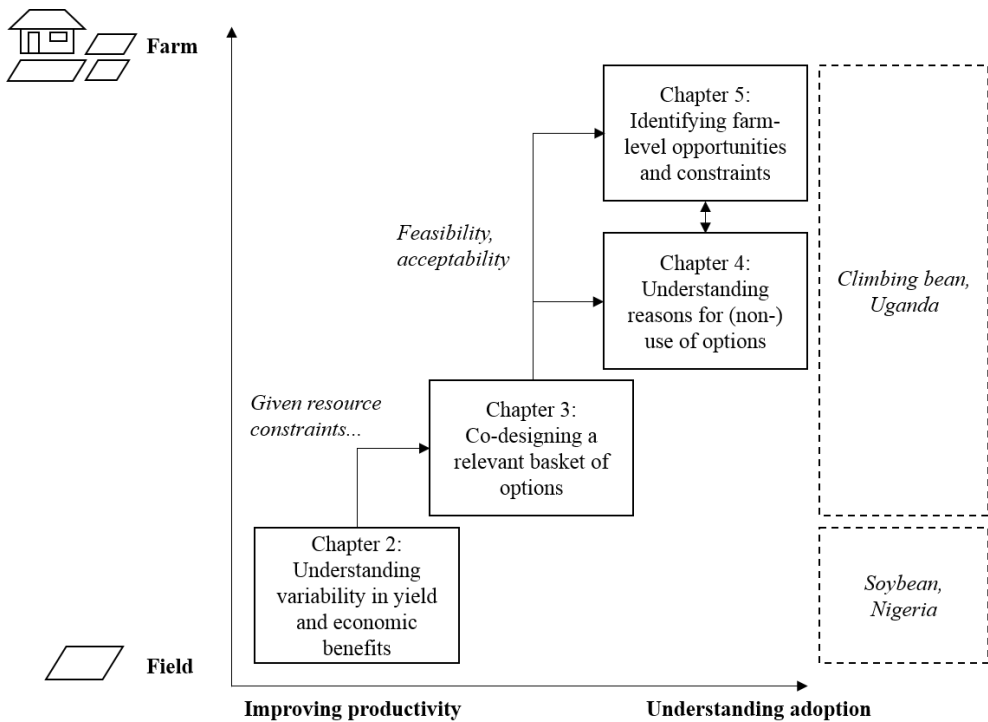 Farm
Chapter 5:
Identifying farm-
level opportunities
and constraints
Feasibility,
acceptability
Chapter 4:
Understanding
reasons for (non-)
use of options
Climbing bean,
Uganda
Given resource
constraints...
Chapter 3:
Co-designing a
relevant basket of
options
Chapter 2:
Understanding
variability in yield
and economic
benefits
Soybean,
Nigeria
Field
Improving productivity
Understanding adoption